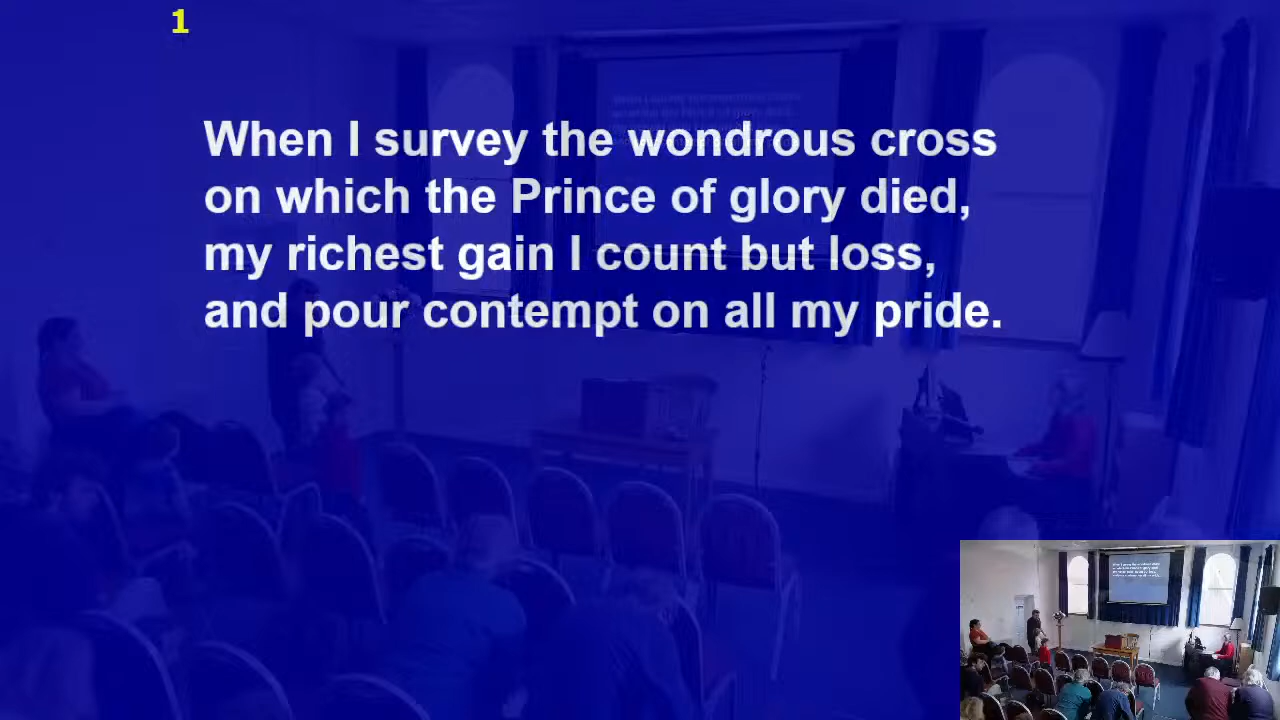 1
When I survey the wondrous cross
on which the Prince of glory died,
my richest gain I count but loss,
and pour contempt on all my pride.